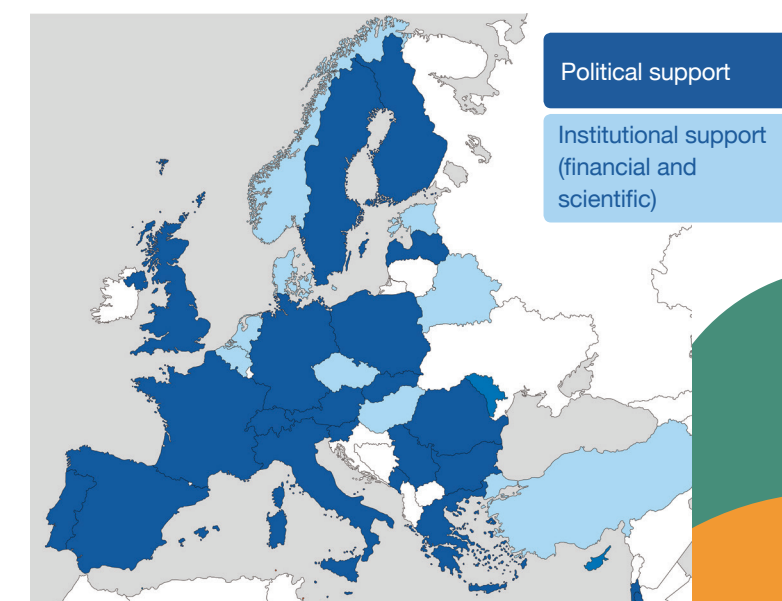 Political support
Institutional support
(financial and
scientific)